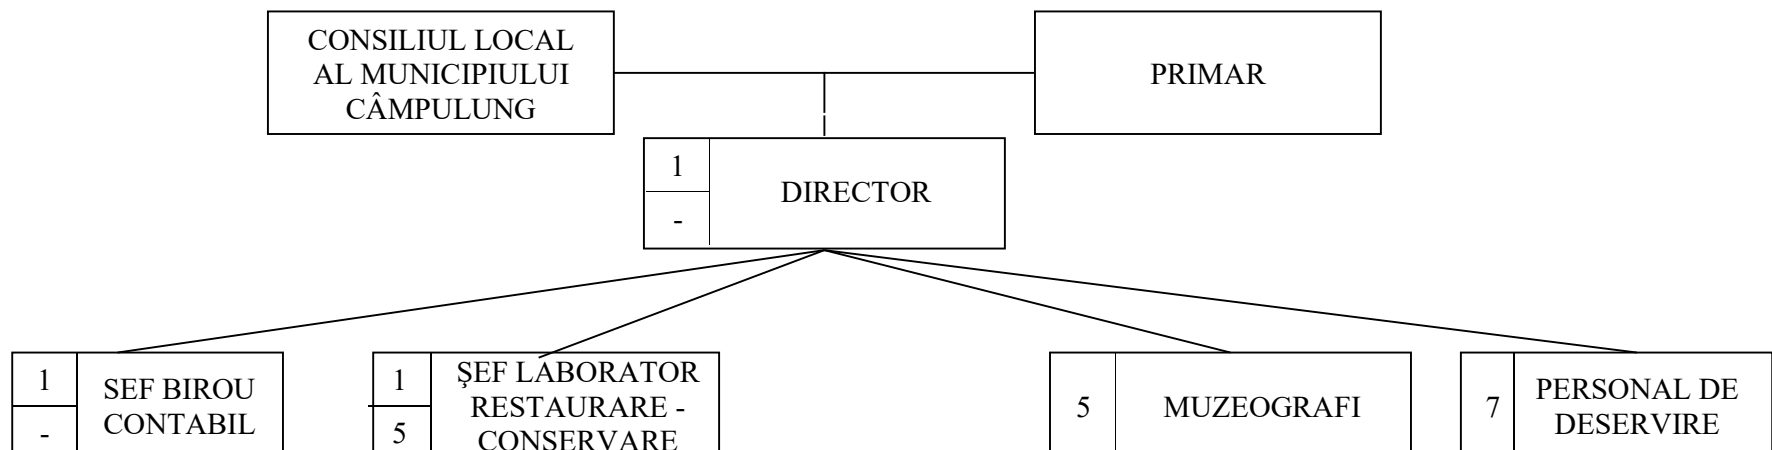 CONSILIUL LOCAL
AL MUNICIPIULUI
CÂMPULUNG
PRIMAR
1
-
DIRECTOR
1
-
SEF BIROU
CONTABIL
1
5
ŞEF LABORATOR
RESTAURARE -
CONSERVARE
5
MUZEOGRAFI
7
PERSONAL DE
DESERVIRE